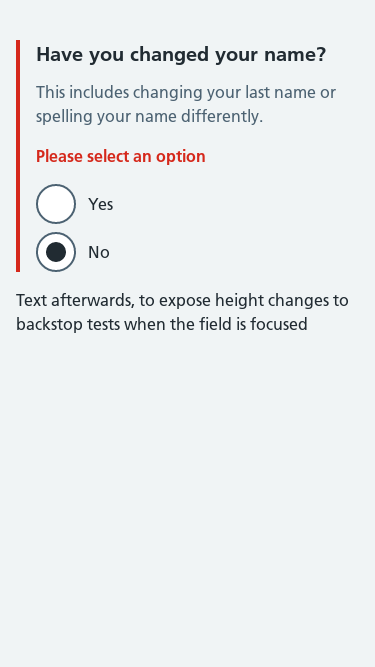 Have you changed your name?
This includes changing your last name or
spelling your name differently.
Please select an option
Yes
No
Text afterwards, to expose height changes to
backstop tests when the field is focused